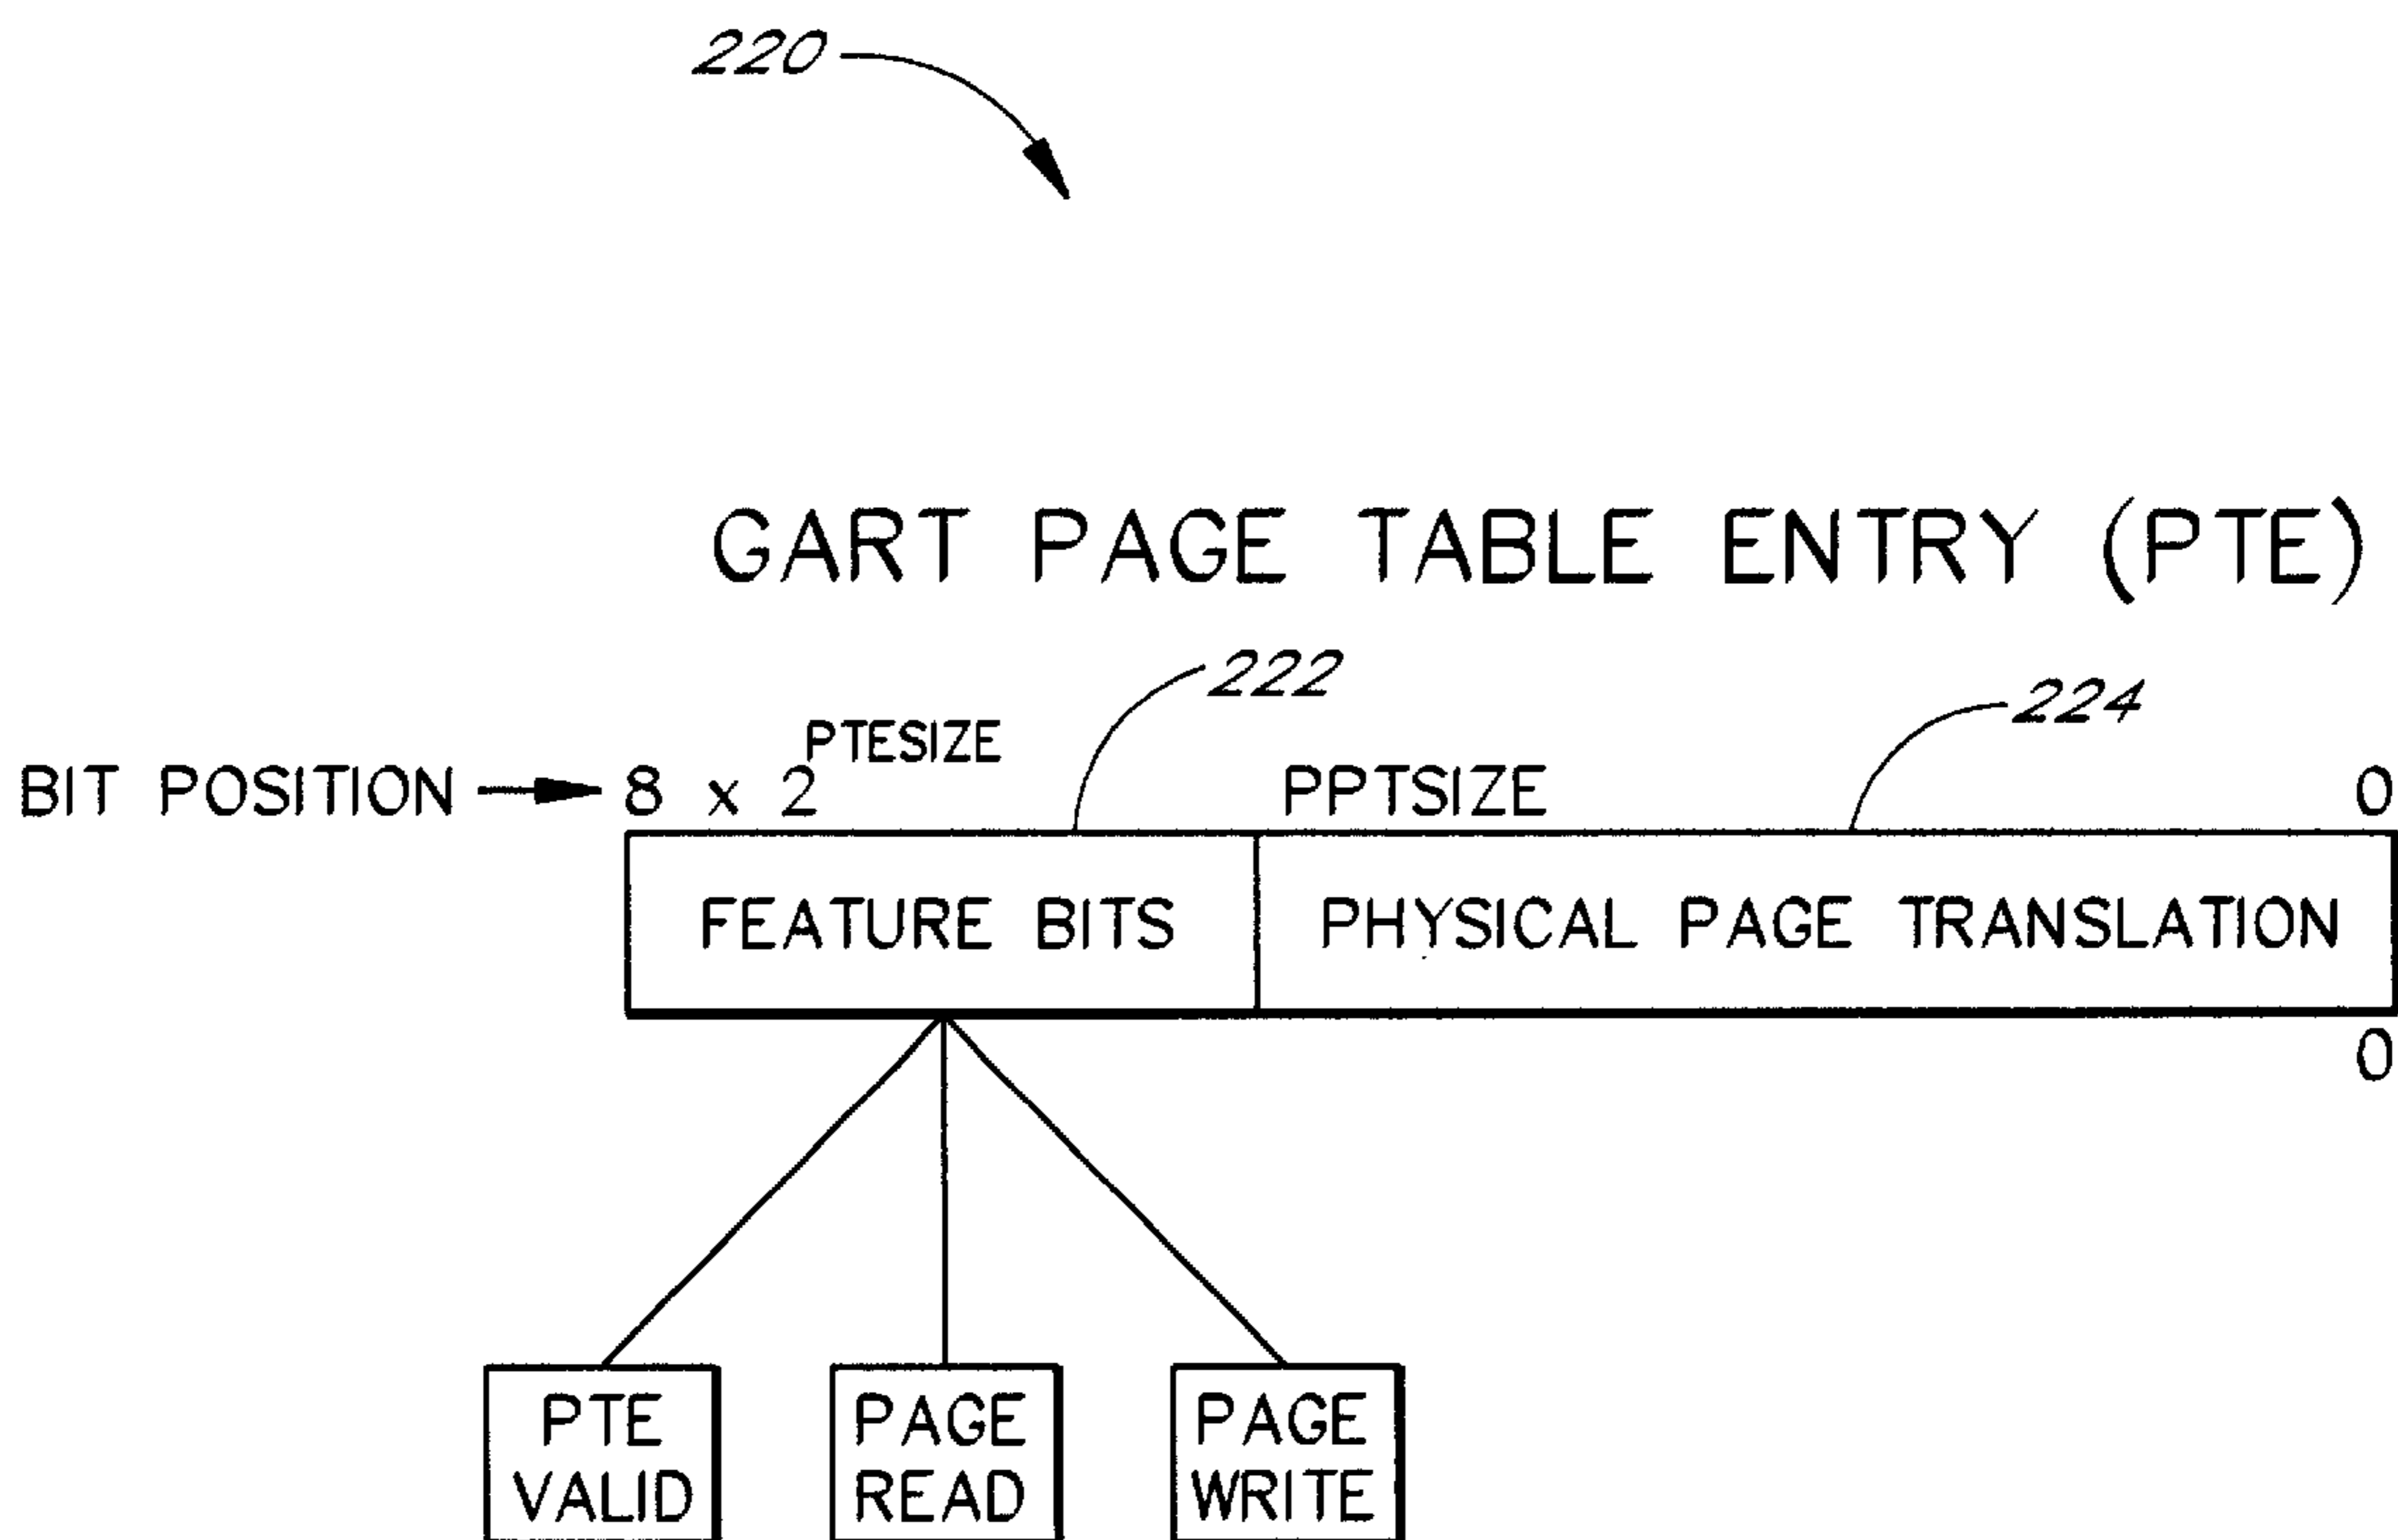 220
GART PAGE TABLE ENTRY (PTE)
222
224
BIT POSITION 8 x 2^PTESIZE PPTSIZE 0
FEATURE BITS PHYSICAL PAGE TRANSLATION
0
PTE
VALID
PAGE
READ
PAGE
WRITE